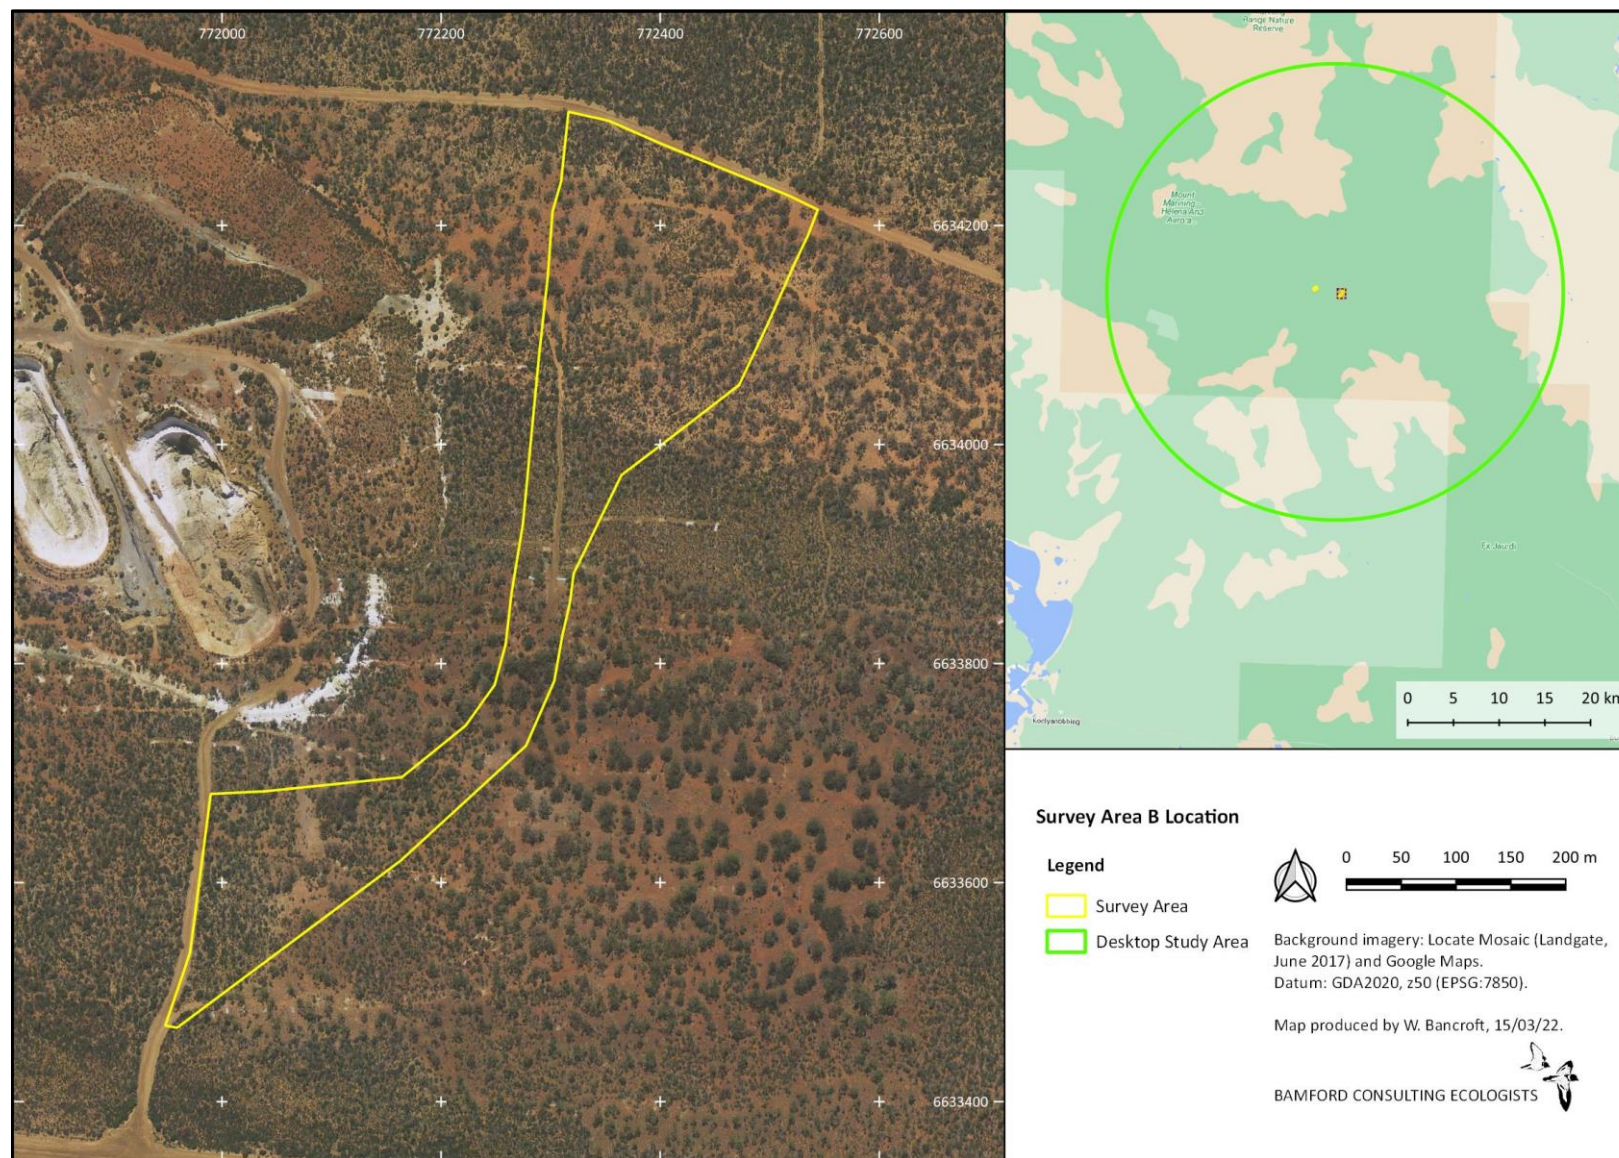 772000
772200
772400
772600
6634200
6634000
6633800
6633600
6633400
Range Nature
Reserve
Mount
Manning
Helena And
Aurora...
Ex Jaurdi
Koolyanobbing
0 5 10 15 20 km
Survey Area B Location
Legend
Survey Area
Desktop Study Area
0 50 100 150 200 m
Background imagery: Locate Mosaic (Landgate,
June 2017) and Google Maps.
Datum: GDA2020, z50 (EPSG:7850).
Map produced by W. Bancroft, 15/03/22.
BAMFORD CONSULTING ECOLOGISTS